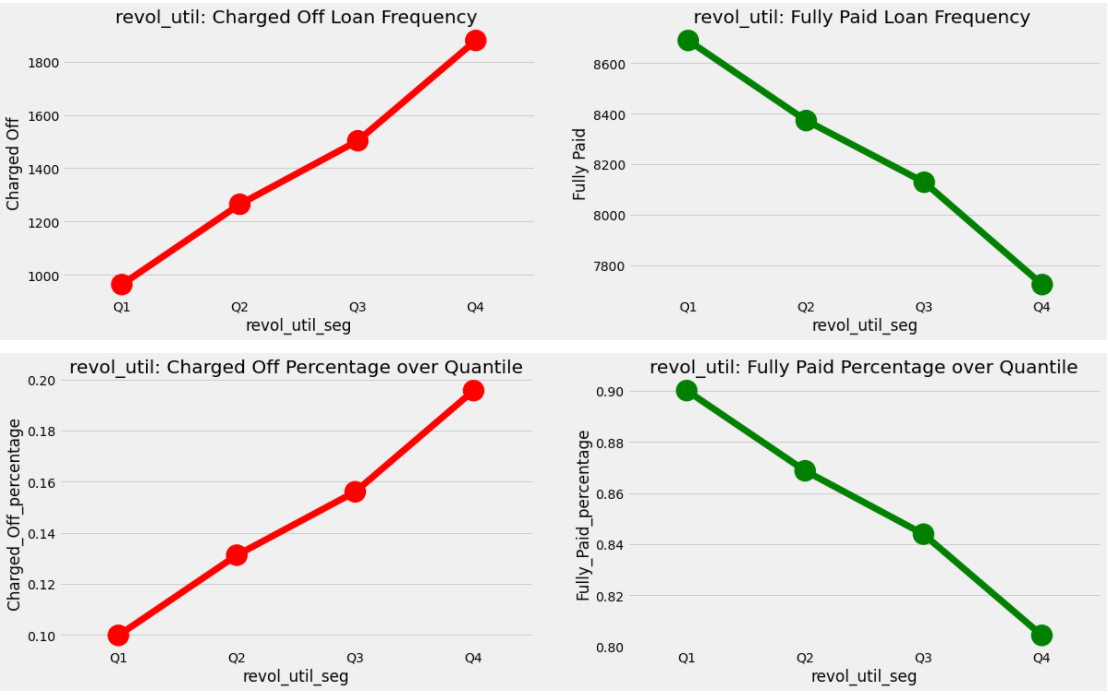 revol_util: Charged Off Loan Frequency
1800
1600
1400
1200
1000
Charged Off
Q1 Q2 Q3 Q4
revol_util_seg
revol_util: Fully Paid Loan Frequency
8600
8400
8200
8000
7800
Fully Paid
Q1 Q2 Q3 Q4
revol_util_seg
revol_util: Charged Off Percentage over Quantile
0.20
0.18
0.16
0.14
0.12
0.10
Charged_Off_percentage
Q1 Q2 Q3 Q4
revol_util_seg
revol_util: Fully Paid Percentage over Quantile
0.90
0.88
0.86
0.84
0.82
0.80
Fully_Paid_percentage
Q1 Q2 Q3 Q4
revol_util_seg